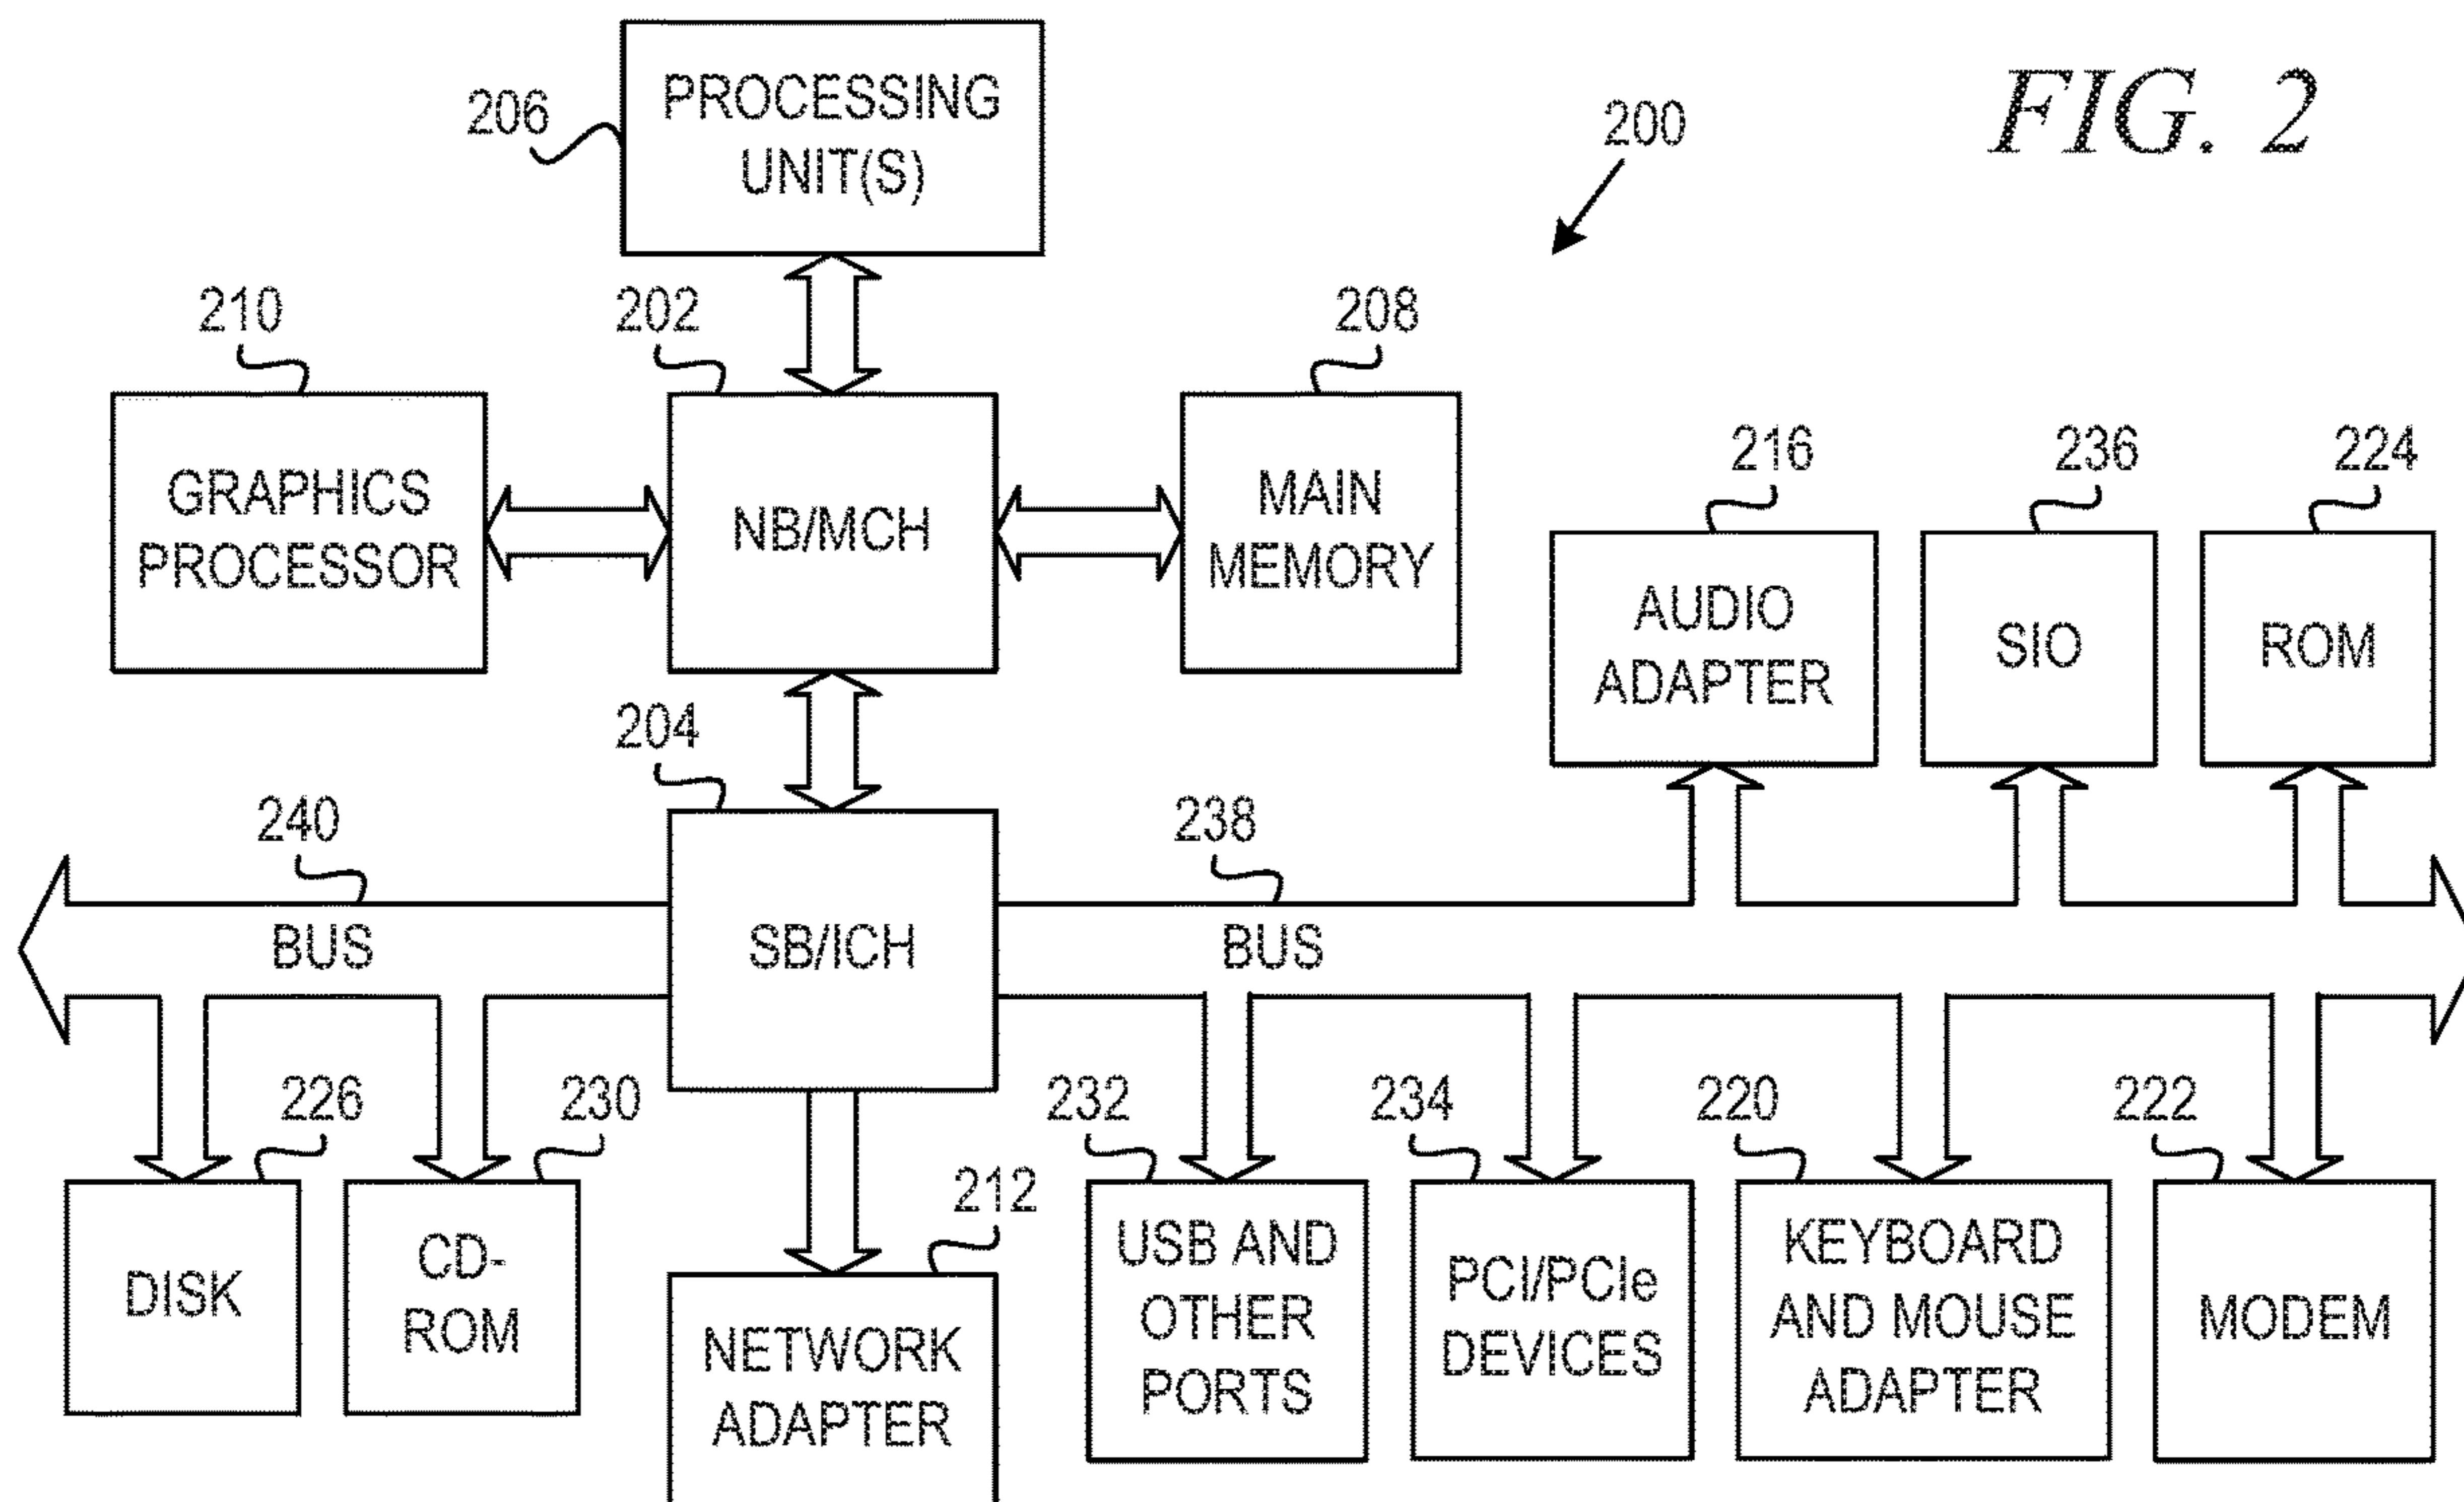 FIG. 2
200
206
PROCESSING
UNIT(S)
210
202
208
GRAPHICS
PROCESSOR
NB/MCH
MAIN
MEMORY
216
236
224
AUDIO
ADAPTER
SIO
ROM
204
240
238
BUS
SB/ICH
BUS
226
230
212
232
234
220
222
DISK
CD-
ROM
NETWORK
ADAPTER
USB AND
OTHER
PORTS
PCI/PCIe
DEVICES
KEYBOARD
AND MOUSE
ADAPTER
MODEM